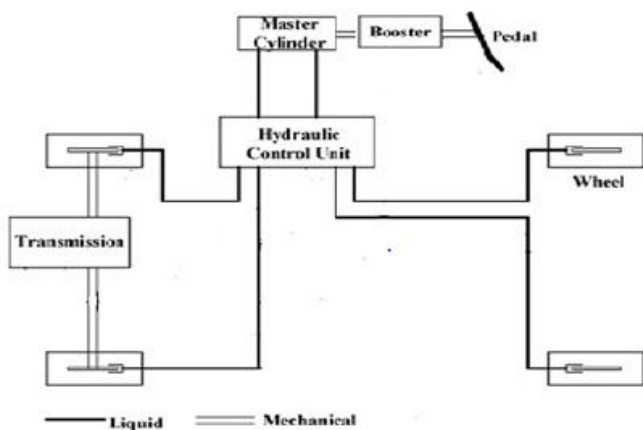 Master
Cylinder
Booster
Pedal
Hydraulic
Control Unit
Wheel
Transmission
Liquid
Mechanical